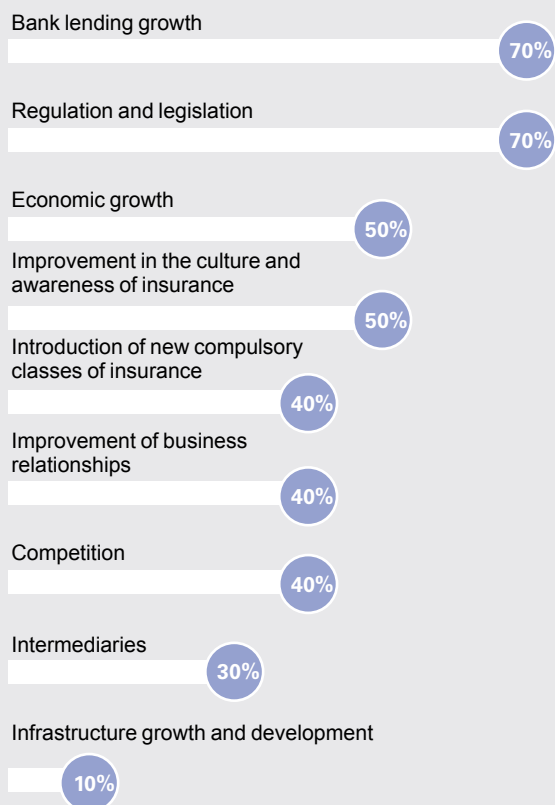 Bank lending growth
70%
Regulation and legislation
70%
Economic growth
50%
Improvement in the culture and
awareness of insurance
50%
Introduction of new compulsory
classes of insurance
40%
Improvement of business
relationships
40%
Competition
40%
Intermediaries
30%
Infrastructure growth and development
10%